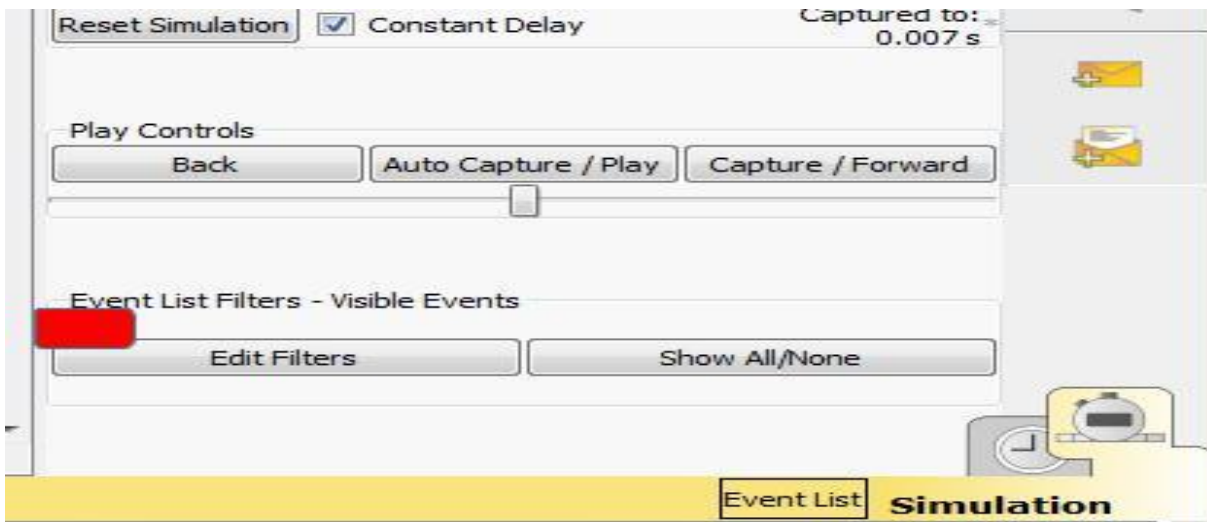 Reset Simulation Constant Delay Captured to:
0.007 s
Play Controls
Back Auto Capture / Play Capture / Forward
Event List Filters - Visible Events
Edit Filters Show All/None
Event List Simulation